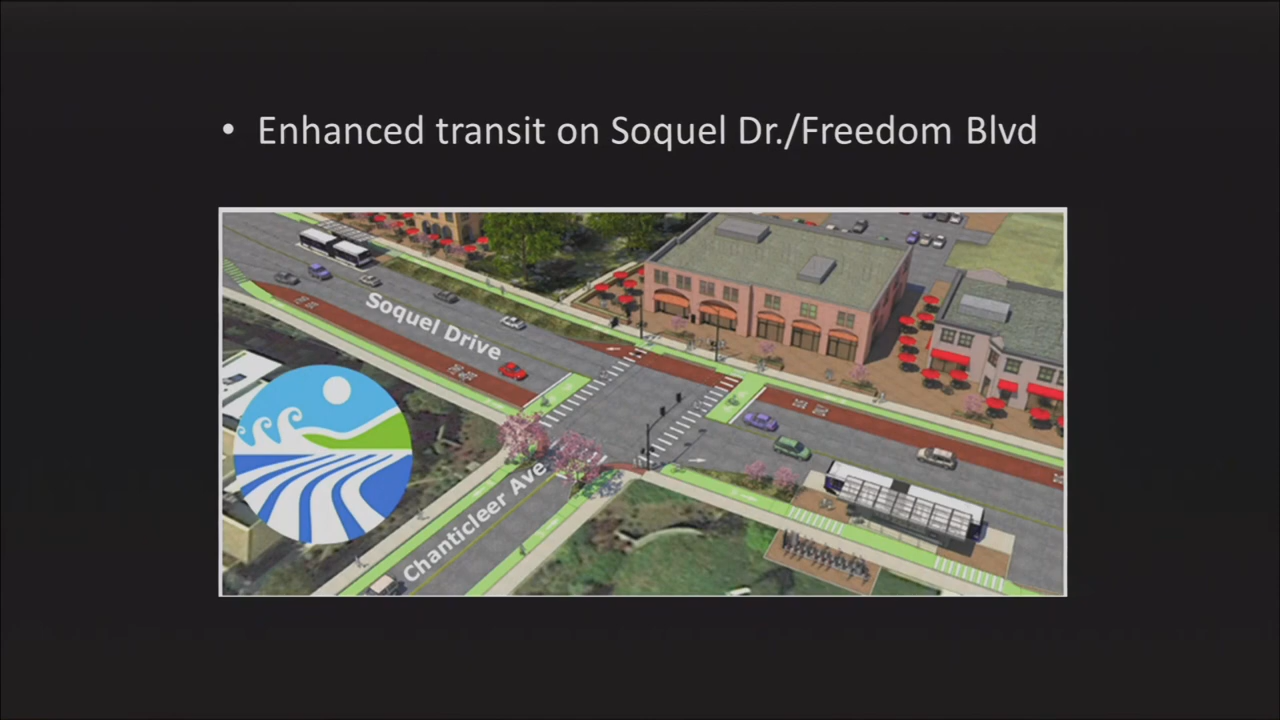 • Enhanced transit on Soquel Dr./Freedom Blvd
Soquel Drive
Chanticleer Ave